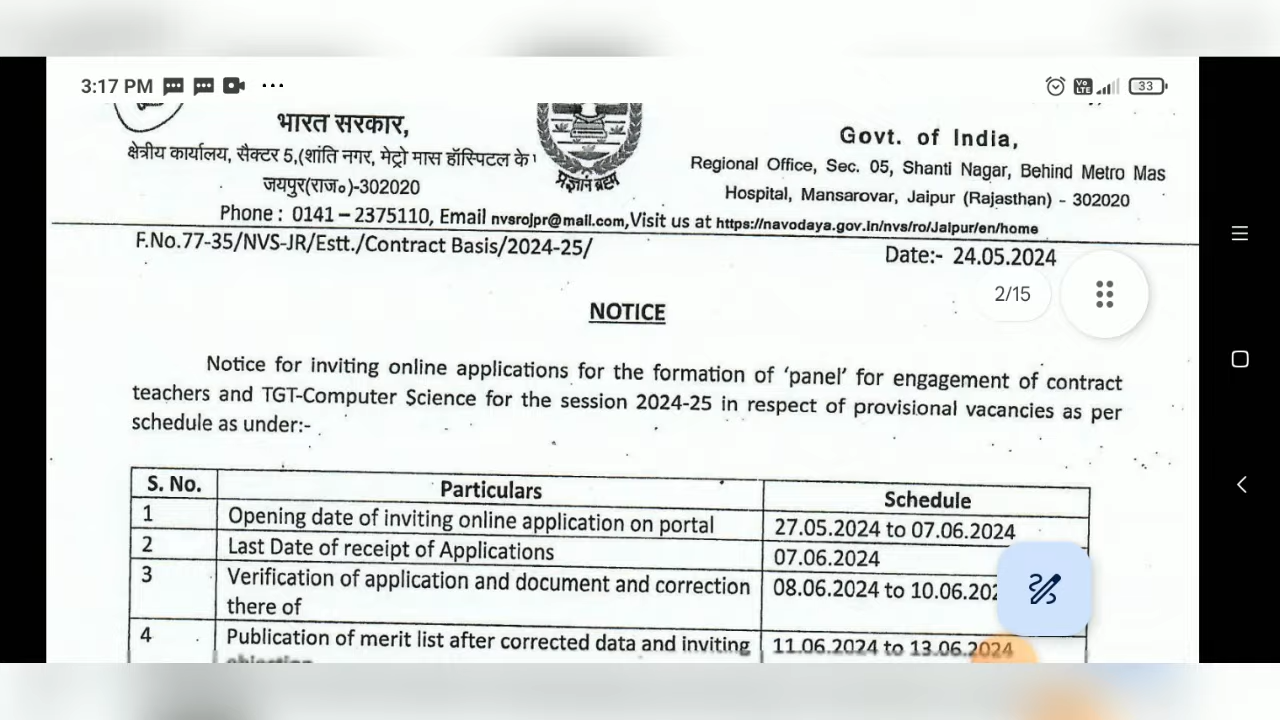 3:17 PM
33
भारत सरकार,
क्षेत्रीय कार्यालय, सैक्टर 5,(शांति नगर, मेट्रो मास हॉस्पिटल के
जयपुर(राज०)-302020
प्रज्ञानं ब्रह्म
Govt. of India,
Regional Office, Sec. 05, Shanti Nagar, Behind Metro Mas
Hospital, Mansarovar, Jaipur (Rajasthan) - 302020
Phone : 0141 – 2375110, Email nvsrojpr@mail.com, Visit us at https://navodaya.gov.in/nvs/ro/Jaipur/en/home
F.No.77-35/NVS-JR/Estt./Contract Basis/2024-25/
Date:- 24.05.2024
2/15
NOTICE
Notice for inviting online applications for the formation of 'panel' for engagement of contract
teachers and TGT-Computer Science for the session 2024-25 in respect of provisional vacancies as per
schedule as under:-
S. No. Particulars Schedule
1 Opening date of inviting online application on portal 27.05.2024 to 07.06.2024
2 Last Date of receipt of Applications 07.06.2024
3 Verification of application and document and correction 08.06.2024 to 10.06.202
there of
4 Publication of merit list after corrected data and inviting 11.06.2024 to 13.06.2024